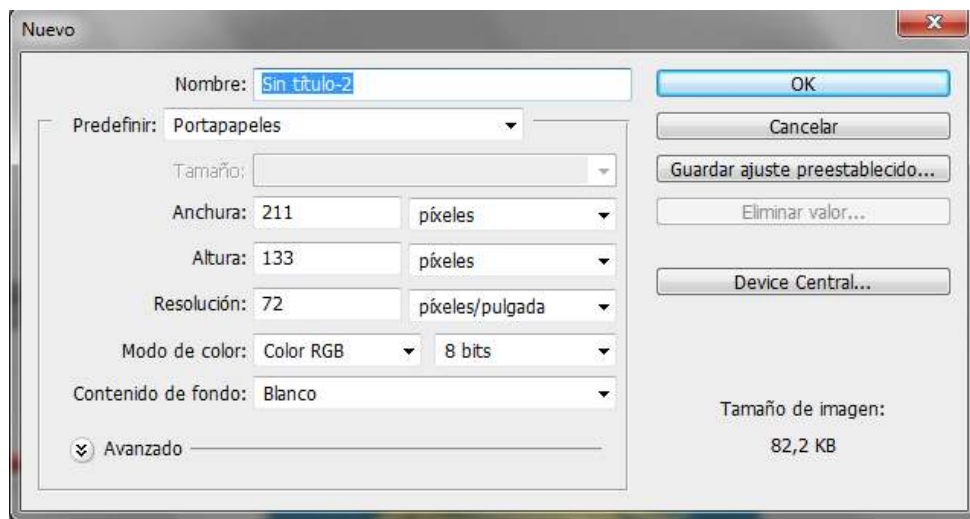 Nuevo
Nombre: Sin título-2
OK
Predefinir: Portapapeles
Cancelar
Tamaño:
Guardar ajuste preestablecido...
Anchura: 211 píxeles
Eliminar valor...
Altura: 133 píxeles
Device Central...
Resolución: 72 píxeles/pulgada
Modo de color: Color RGB 8 bits
Contenido de fondo: Blanco
Tamaño de imagen:
Avanzado
82,2 KB